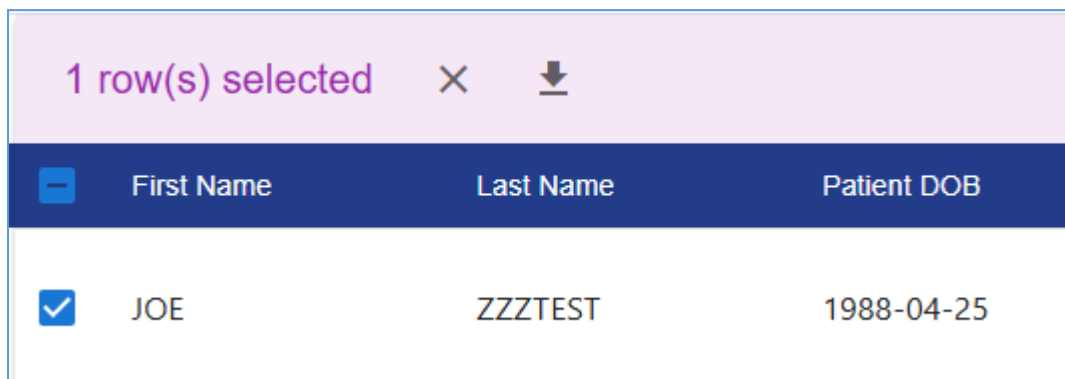 1 row(s) selected
First Name Last Name Patient DOB
JOE ZZZTEST 1988-04-25